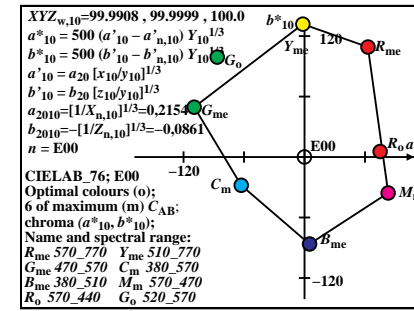 XYZw,10=99.9908, 99.9999, 100.0
a*10 = 500 (a'10 – a'n,10) Y10^1/3
b*10 = 500 (b'10 – b'n,10) Y10^1/3
a'10 = a20 [x10/y10]^1/3
b'10 = b20 [z10/y10]^1/3
a2010=[1/Xn,10]^1/3=0,2154
b2010=–[1/Zn,10]^1/3=–0,0861
n = E00
CIELAB_76; E00
Optimal colours (o);
6 of maximum (m) CAB;
chroma (a*10, b*10);
Name and spectral range:
Rme 570_770 Yme 510_770
Gme 470_570 Cm 380_570
Bme 380_510 Mm 570_470
Ro 570_440 Go 520_570
b*10
120
Yme
Rme
Go
Gme
E00
Ro
–120
Cm
Bme
–120